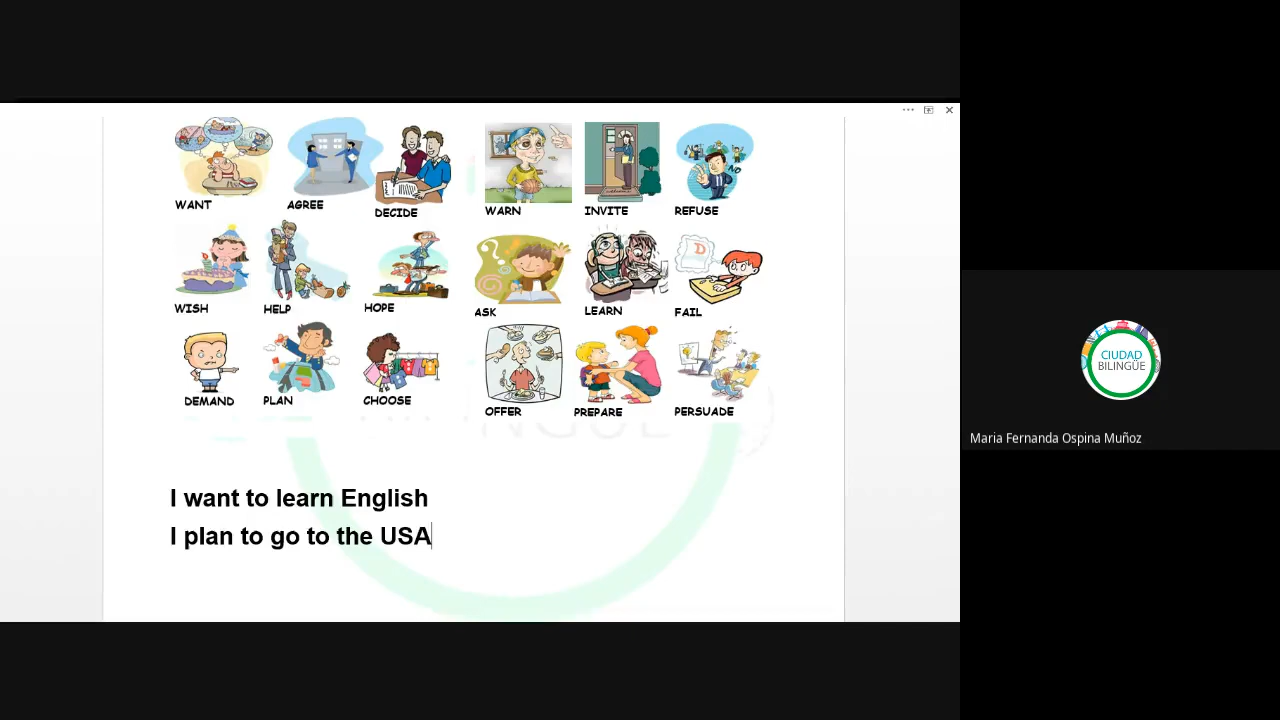 WANT AGREE DECIDE WARN INVITE REFUSE
NO
WISH HELP HOPE ASK LEARN FAIL
D
DEMAND PLAN CHOOSE OFFER PREPARE PERSUADE
I want to learn English
I plan to go to the USA
CIUDAD
BILINGÜE
Maria Fernanda Ospina Muñoz